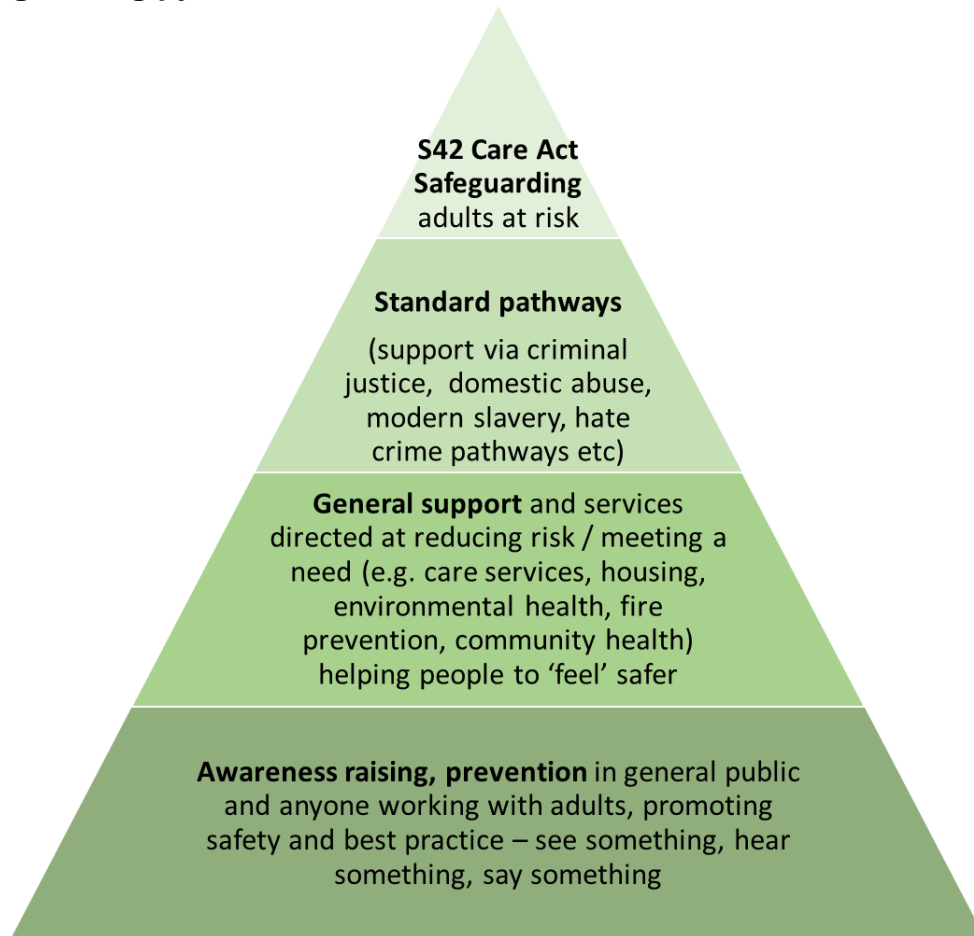 S42 Care Act
Safeguarding
adults at risk
Standard pathways
(support via criminal
justice, domestic abuse,
modern slavery, hate
crime pathways etc)
General support and services
directed at reducing risk / meeting a
need (e.g. care services, housing,
environmental health, fire
prevention, community health)
helping people to ‘feel’ safer
Awareness raising, prevention in general public
and anyone working with adults, promoting
safety and best practice – see something, hear
something, say something